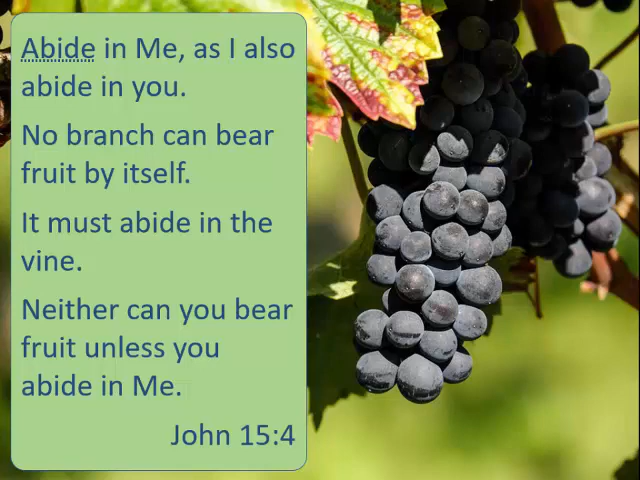 Abide in Me, as I also
abide in you.
No branch can bear
fruit by itself.
It must abide in the
vine.
Neither can you bear
fruit unless you
abide in Me.
John 15:4